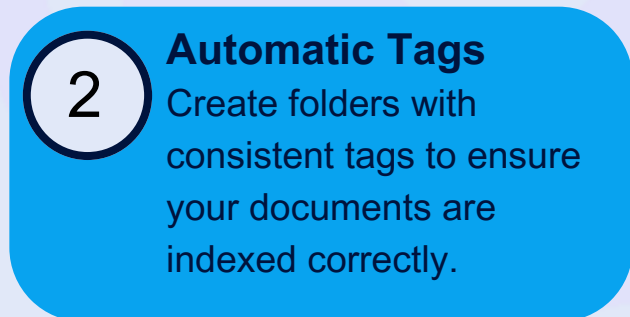 2
Automatic Tags
Create folders with
consistent tags to ensure
your documents are
indexed correctly.